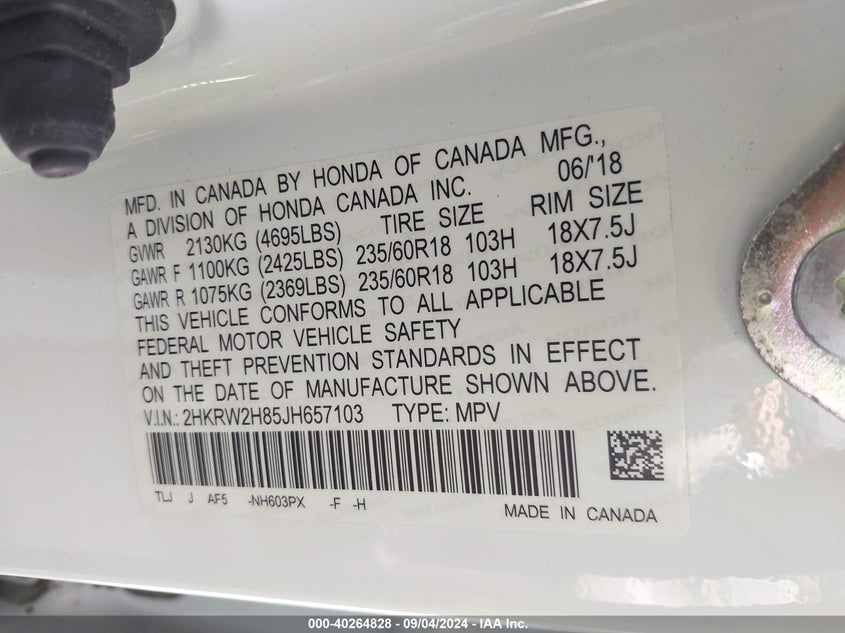 MFD. IN CANADA BY HONDA OF CANADA MFG.,
A DIVISION OF HONDA CANADA INC. 06/'18
GVWR 2130KG (4695LBS) TIRE SIZE RIM SIZE
GAWR F 1100KG (2425LBS) 235/60R18 103H 18X7.5J
GAWR R 1075KG (2369LBS) 235/60R18 103H 18X7.5J
THIS VEHICLE CONFORMS TO ALL APPLICABLE
FEDERAL MOTOR VEHICLE SAFETY
AND THEFT PREVENTION STANDARDS IN EFFECT
ON THE DATE OF MANUFACTURE SHOWN ABOVE.
V.I.N.: 2HKRW2H85JH657103 TYPE: MPV
TLJ J AF5 -NH603PX -F -H
MADE IN CANADA
000-40264828 - 09/04/2024 - IAA Inc.